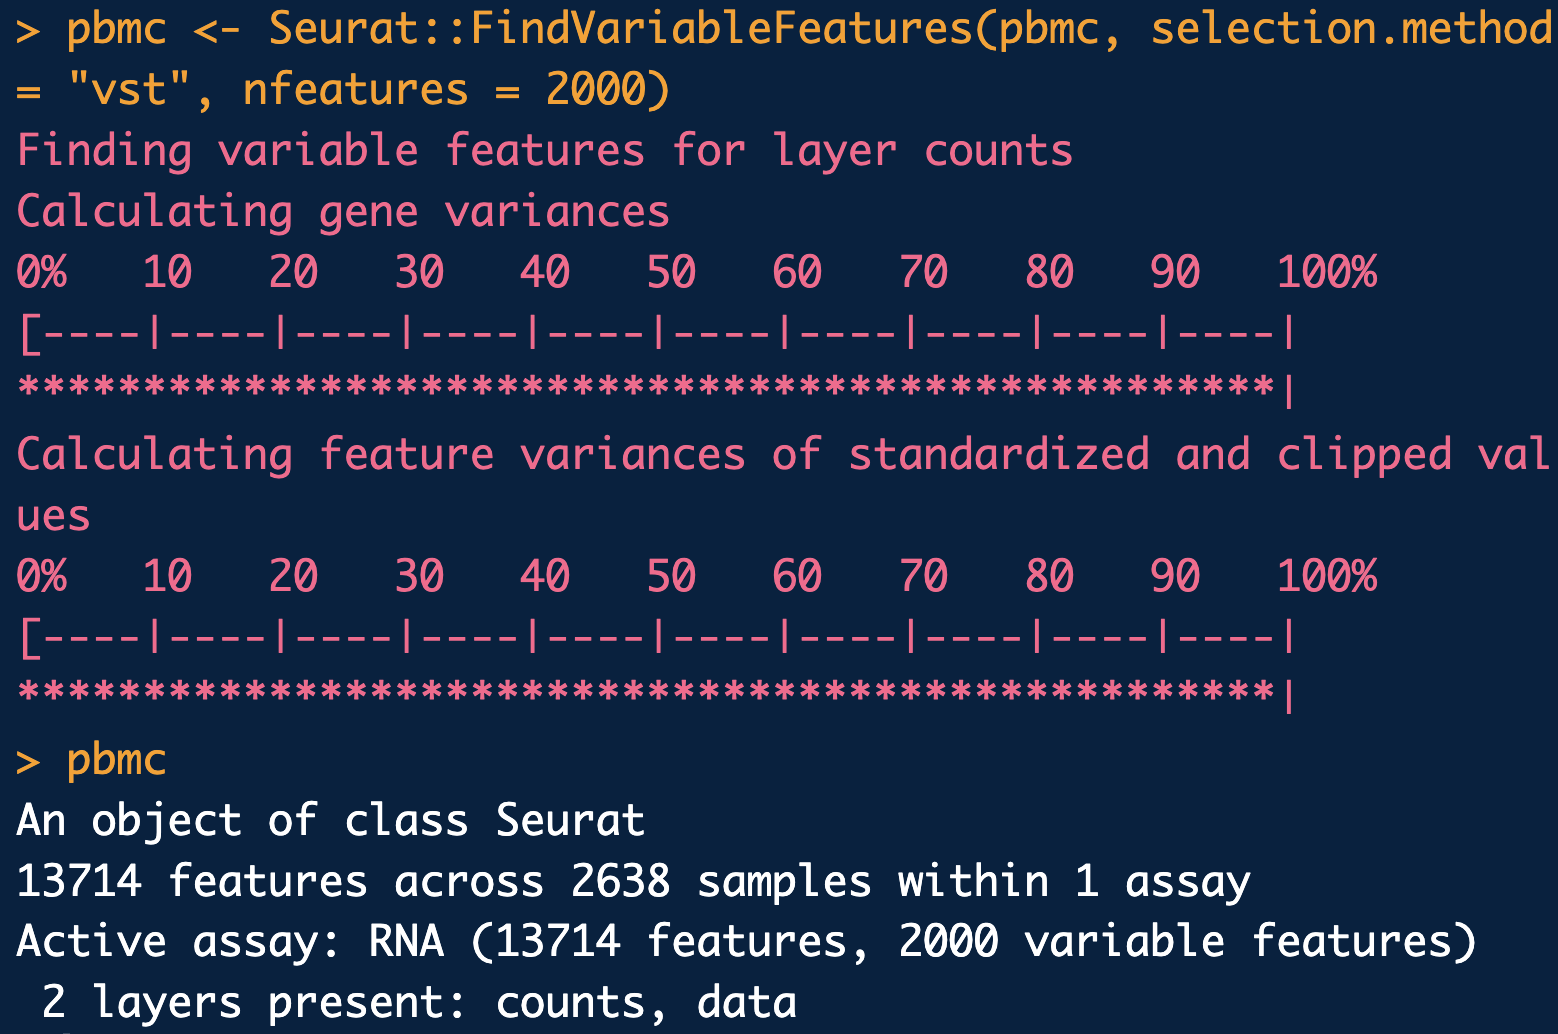 > pbmc <- Seurat::FindVariableFeatures(pbmc, selection.method
= "vst", nfeatures = 2000)
Finding variable features for layer counts
Calculating gene variances
0%   10   20   30   40   50   60   70   80   90   100%
[----|----|----|----|----|----|----|----|----|----|
**************************************************|
Calculating feature variances of standardized and clipped val
ues
0%   10   20   30   40   50   60   70   80   90   100%
[----|----|----|----|----|----|----|----|----|----|
**************************************************|
> pbmc
An object of class Seurat
13714 features across 2638 samples within 1 assay
Active assay: RNA (13714 features, 2000 variable features)
 2 layers present: counts, data